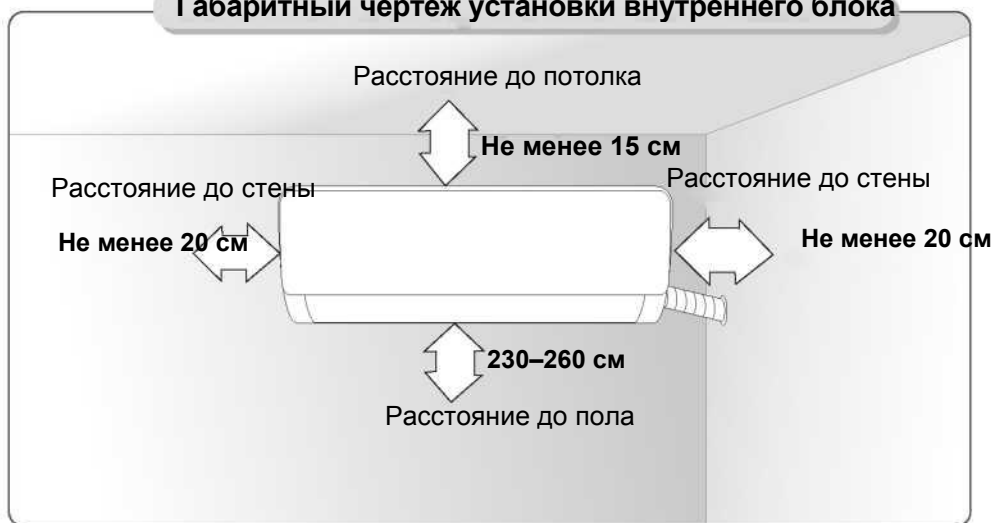 Габаритный чертеж установки внутреннего блока
Расстояние до потолка
Не менее 15 см
Расстояние до стены
Расстояние до стены
Не менее 20 см
Не менее 20 см
230–260 см
Расстояние до пола